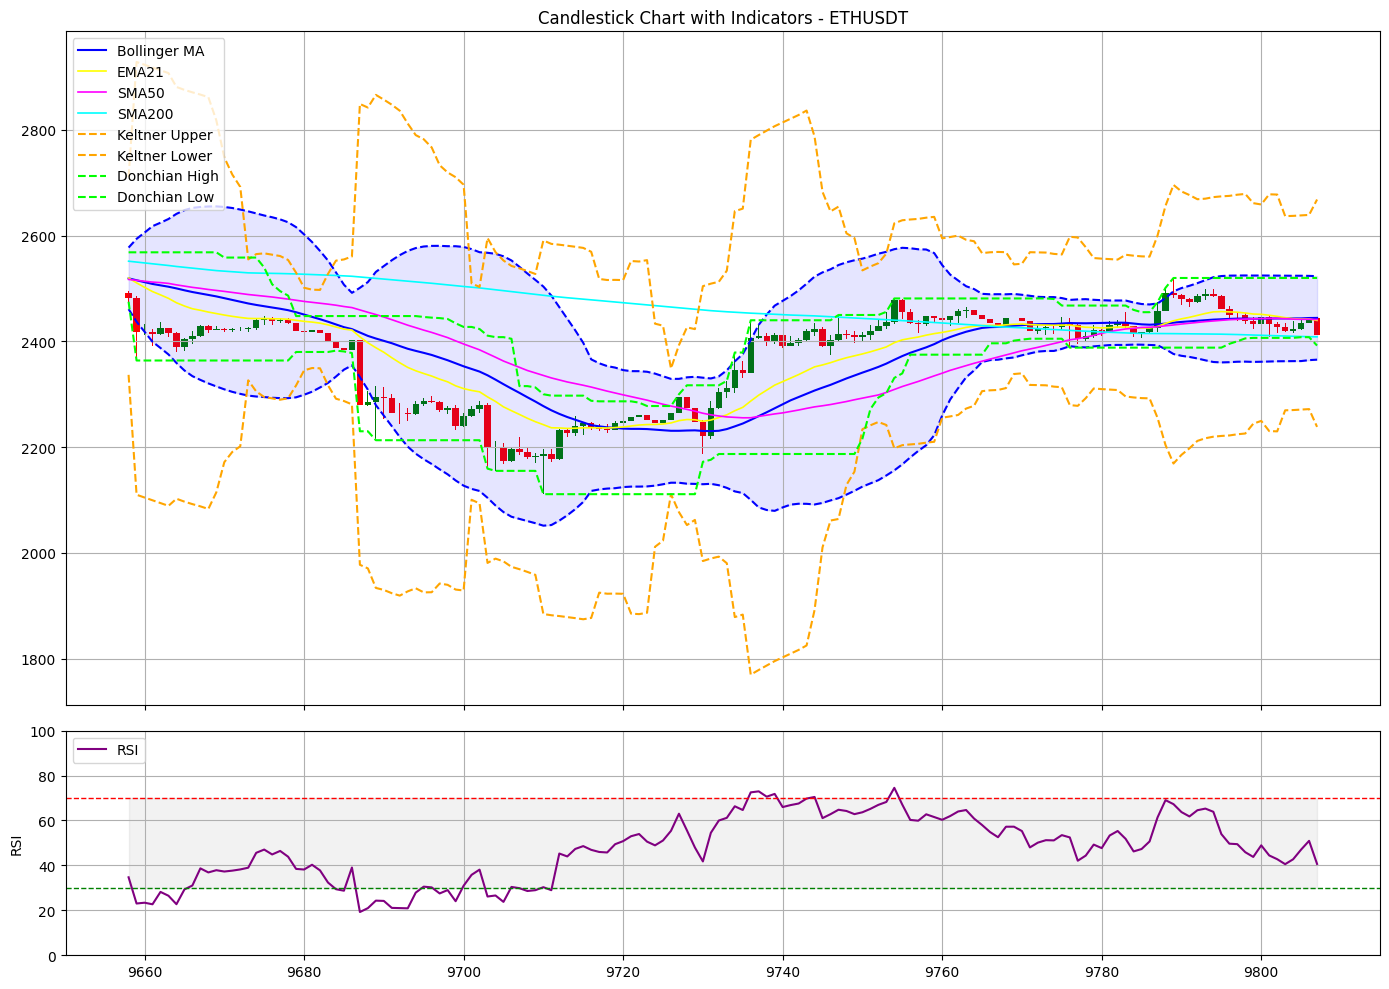 Candlestick Chart with Indicators - ETHUSDT
Bollinger MA
EMA21
SMA50
SMA200
Keltner Upper
Keltner Lower
Donchian High
Donchian Low
2800
2600
2400
2200
2000
1800
RSI
100
80
60
40
20
0
RSI
9660 9680 9700 9720 9740 9760 9780 9800